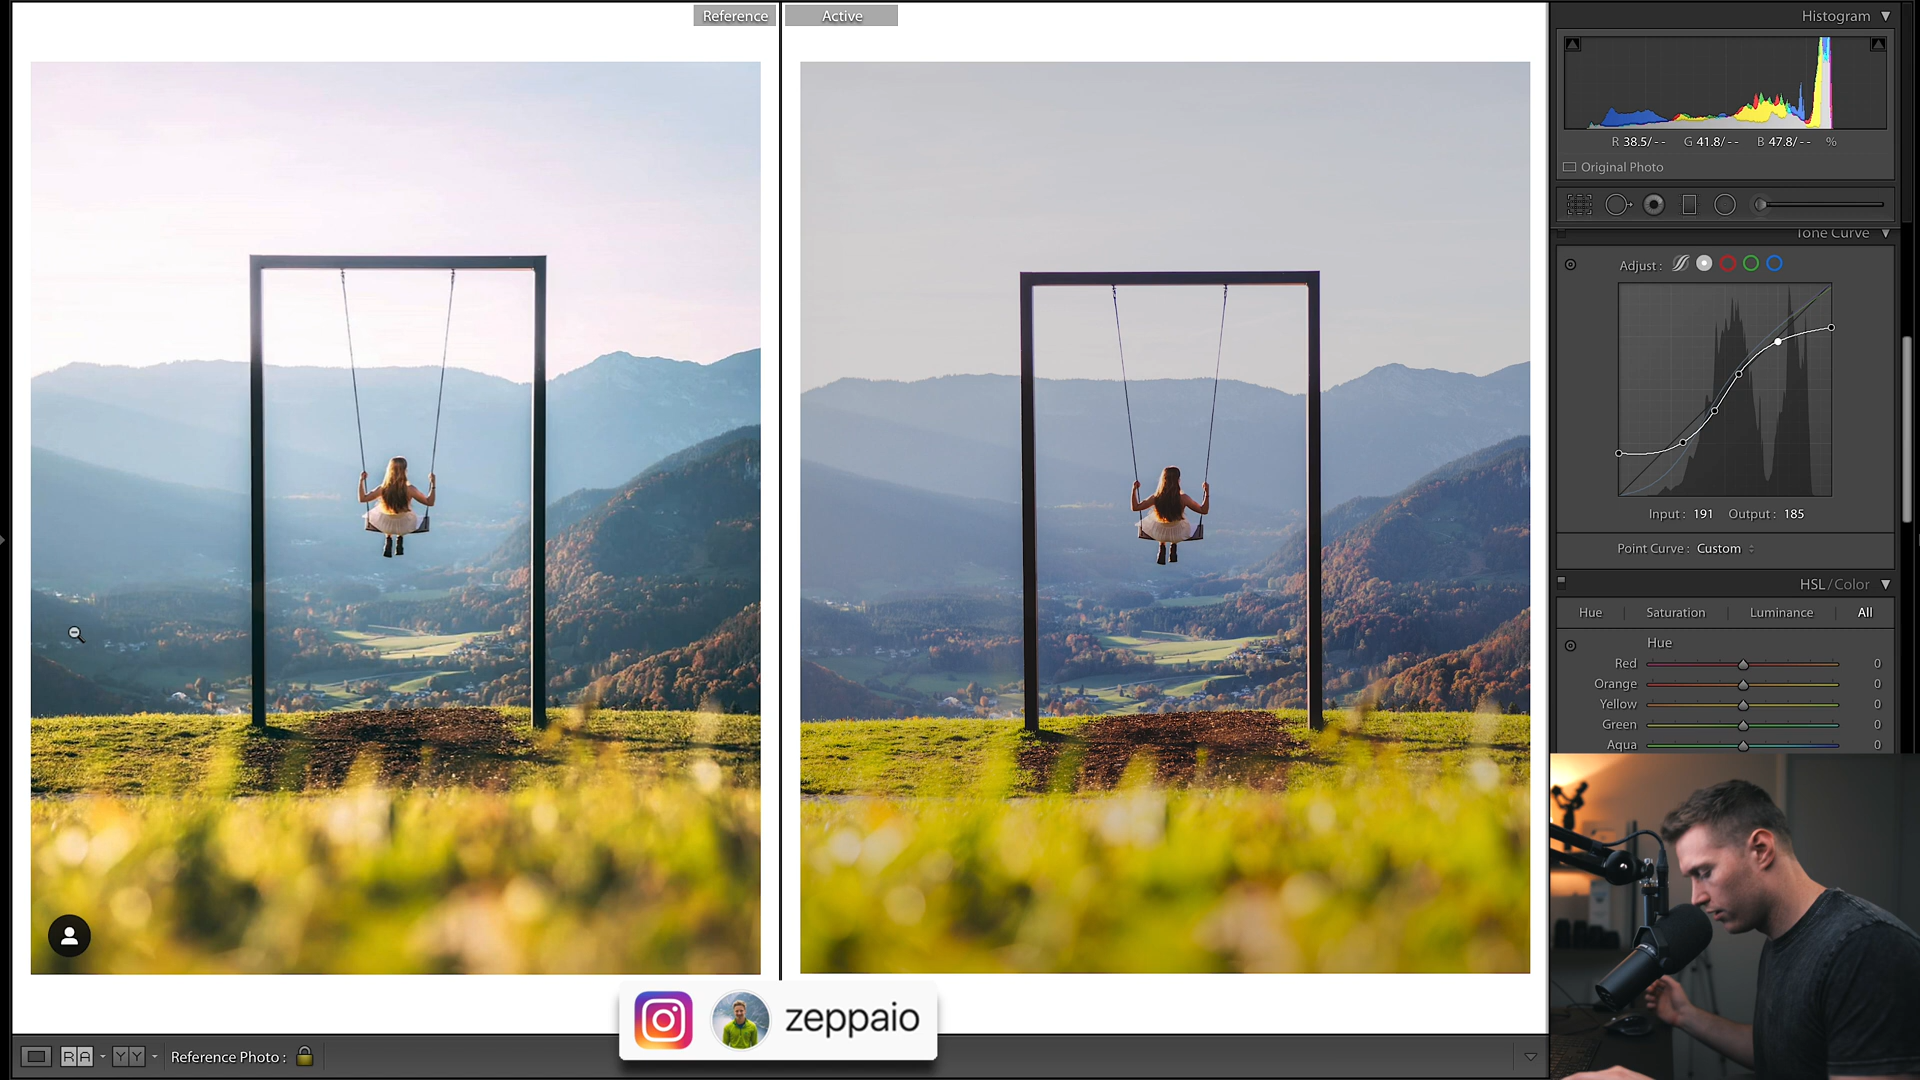 Reference
Active
Histogram
R 38.5/-- G 41.8/-- B 47.8/-- %
Original Photo
Tone Curve
Adjust :
Input : 191 Output : 185
Point Curve : Custom
HSL / Color
Hue Saturation Luminance All
Hue
Red 0
Orange 0
Yellow 0
Green 0
Aqua 0
zeppaio
R A Y Y Reference Photo :